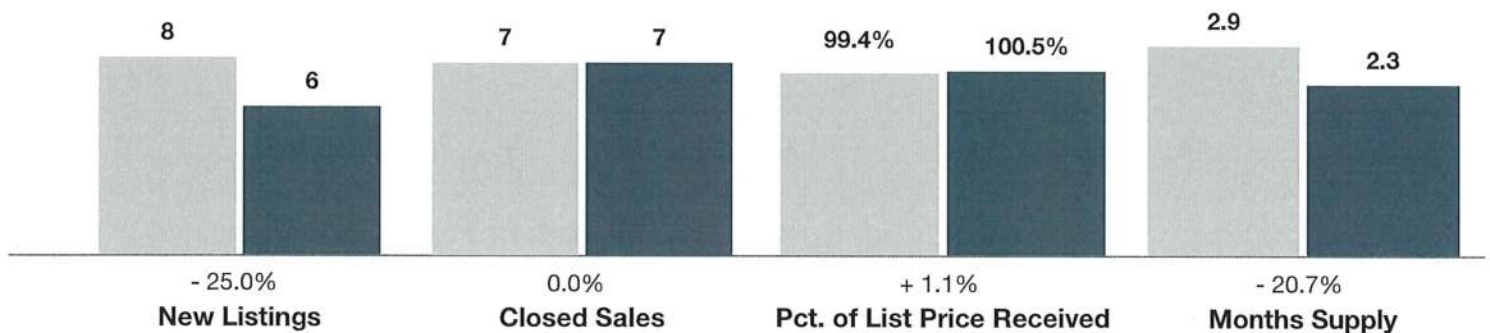 8 6 7 7 99.4% 100.5% 2.9 2.3
- 25.0% 0.0% + 1.1% - 20.7%
New Listings Closed Sales Pct. of List Price Received Months Supply